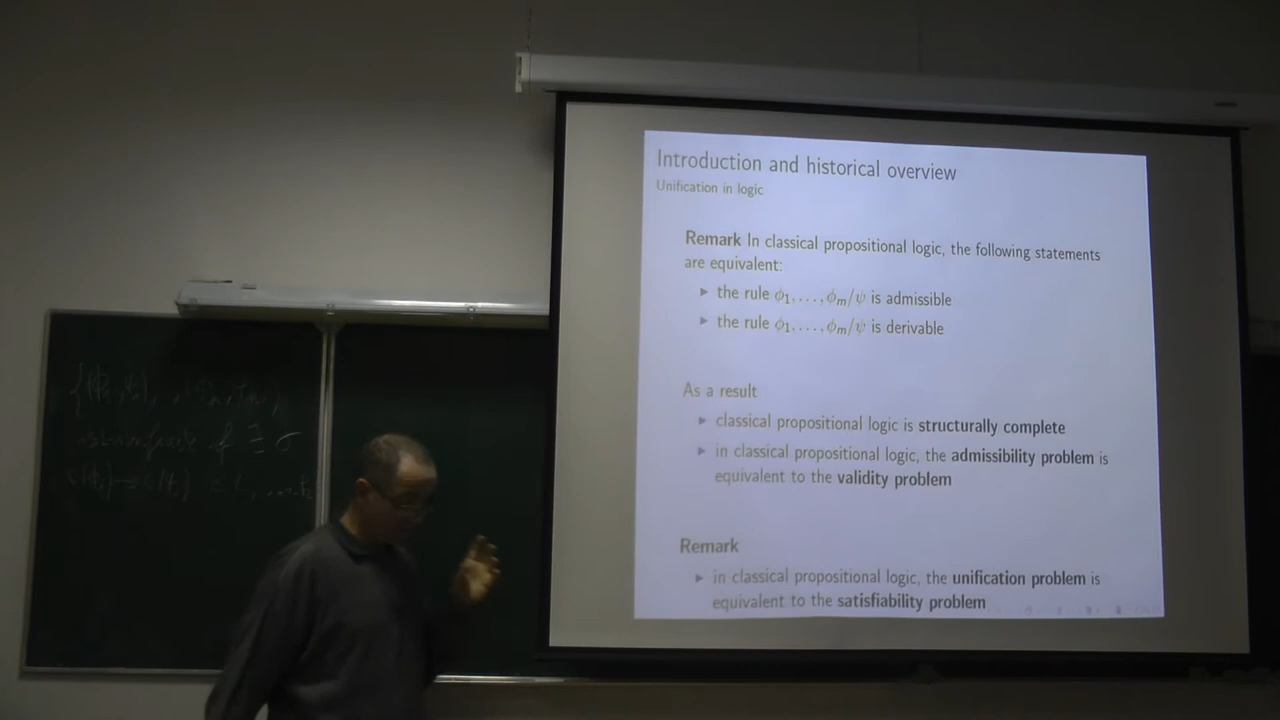 Introduction and historical overview
Unification in logic
Remark In classical propositional logic, the following statements
are equivalent:
▶ the rule ϕ₁, . . . , ϕₘ/ψ is admissible
▶ the rule ϕ₁, . . . , ϕₘ/ψ is derivable
As a result
▶ classical propositional logic is structurally complete
▶ in classical propositional logic, the admissibility problem is
equivalent to the validity problem
Remark
▶ in classical propositional logic, the unification problem is
equivalent to the satisfiability problem
∃ σ